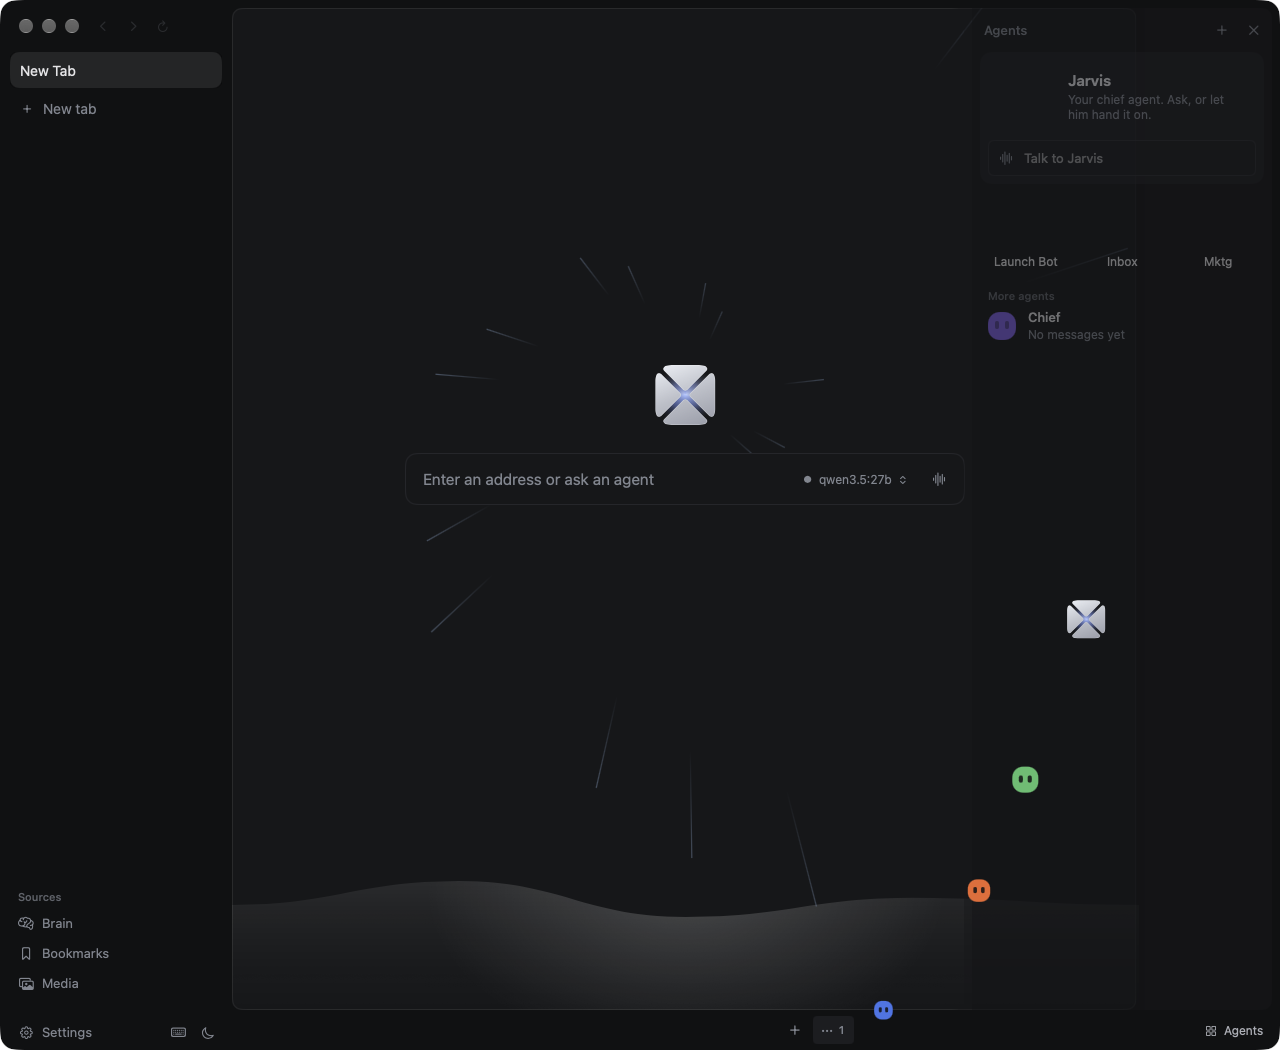 New Tab
New tab
Agents
Jarvis
Your chief agent. Ask, or let
him hand it on.
Talk to Jarvis
Launch Bot
Inbox
Mktg
More agents
Chief
No messages yet
Enter an address or ask an agent
qwen3.5:27b
Sources
Brain
Bookmarks
Media
Settings
1
Agents